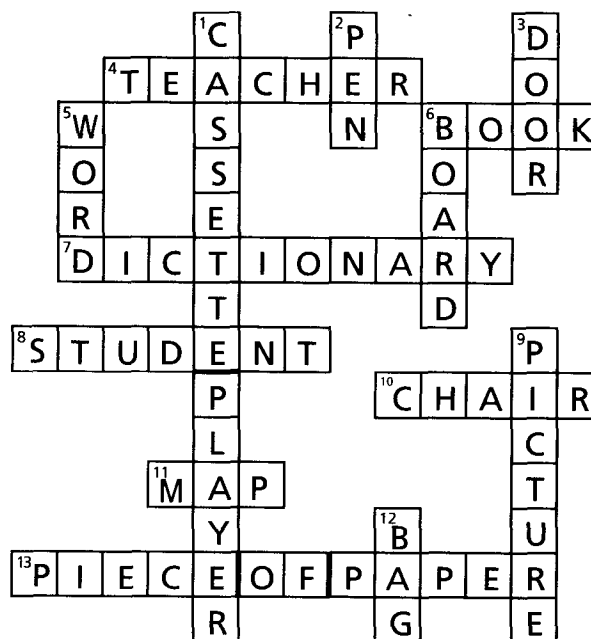 1C 2P 3D
4TEACHER O
5W S N 6BOOK
O S O R
R E A
7DICTIONARY
T D
8STUDENT 9P
P 10CHAIR
L C
11MAP T
Y 12B U
13PIECEOFPAPER
R G E